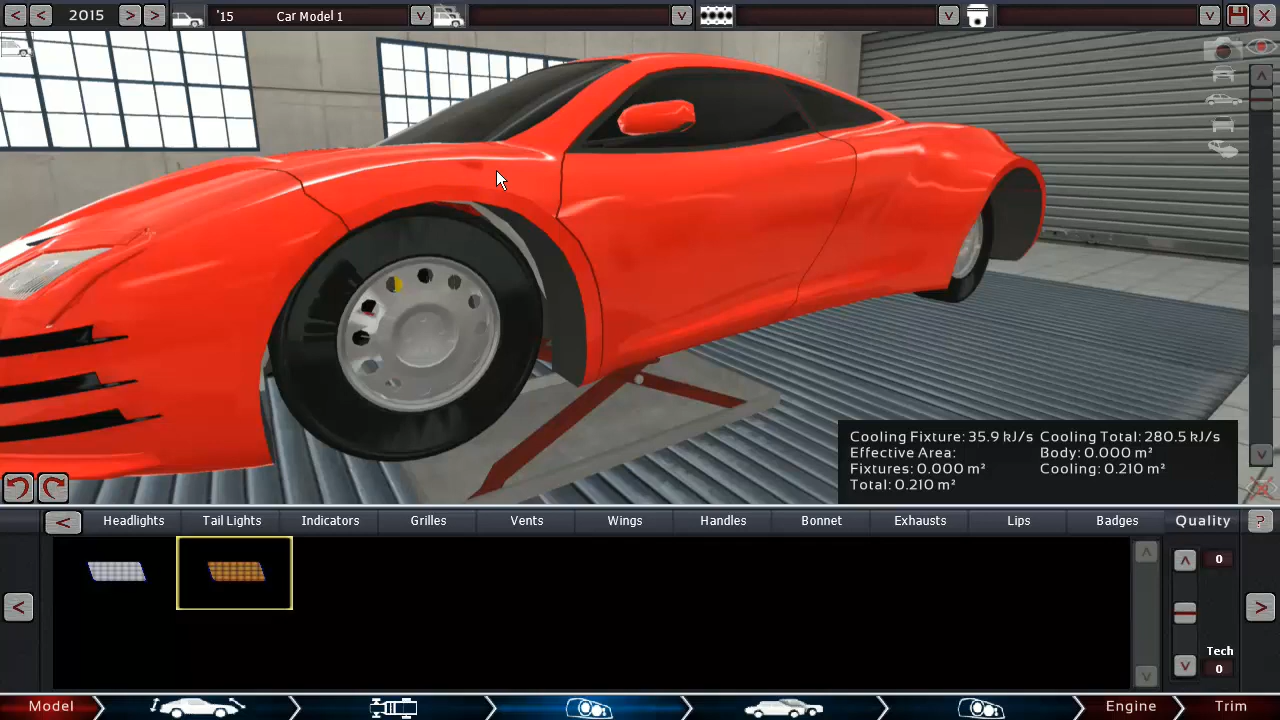 2015 '15 Car Model 1
Cooling Fixture: 35.9 kJ/s Cooling Total: 280.5 kJ/s
Effective Area: Body: 0.000 m²
Fixtures: 0.000 m² Cooling: 0.210 m²
Total: 0.210 m²
Headlights Tail Lights Indicators Grilles Vents Wings Handles Bonnet Exhausts Lips Badges Quality ?
0
Tech
0
Model Engine Trim